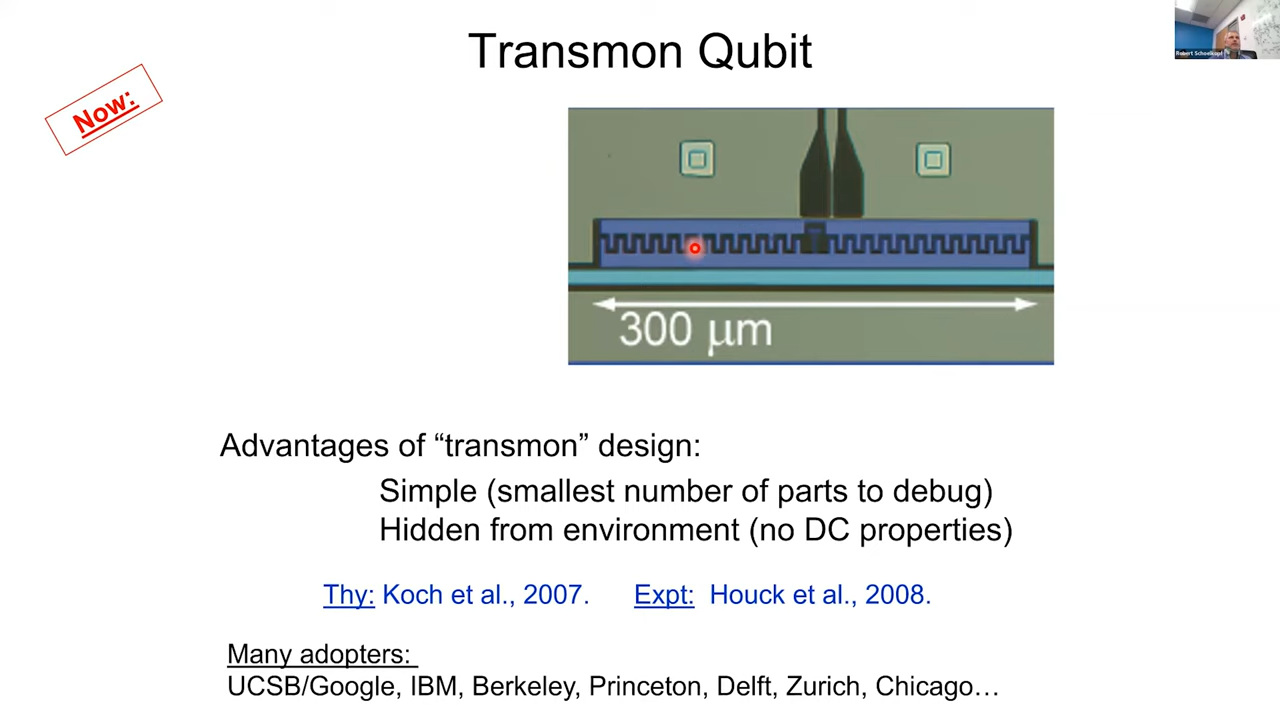 Transmon Qubit
Robert Schoelkopf
Now:
300 μm
Advantages of “transmon” design:
Simple (smallest number of parts to debug)
Hidden from environment (no DC properties)
Thy: Koch et al., 2007. Expt: Houck et al., 2008.
Many adopters:
UCSB/Google, IBM, Berkeley, Princeton, Delft, Zurich, Chicago…